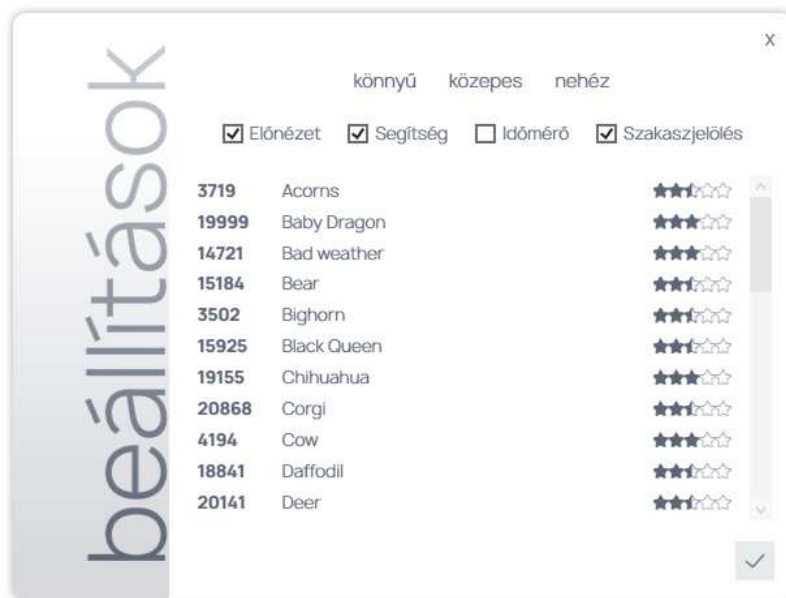 X
beállítások
könnyű közepes nehéz
Előnézet Segítség Időmérő Szakaszjelölés
3719 Acorns
19999 Baby Dragon
14721 Bad weather
15184 Bear
3502 Bighorn
15925 Black Queen
19155 Chihuahua
20868 Corgi
4194 Cow
18841 Daffodil
20141 Deer